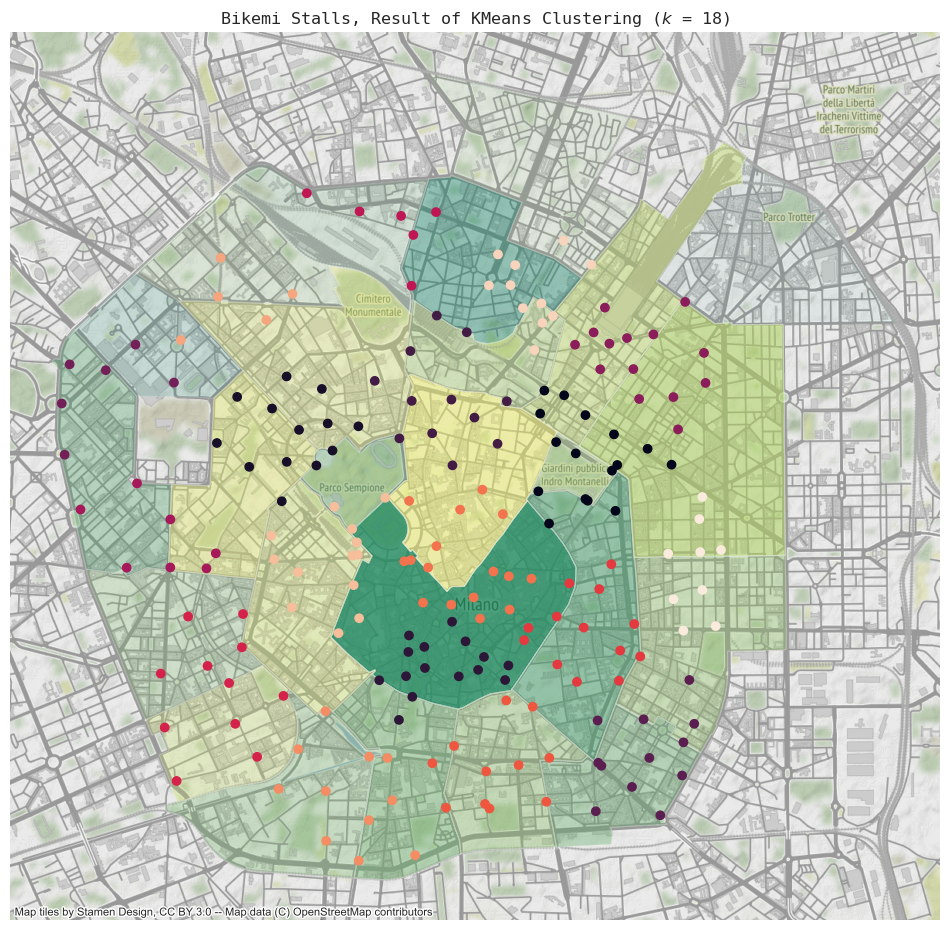 Bikemi Stalls, Result of KMeans Clustering (k = 18)
Parco Martiri
della Libertà
Iracheni Vittime
del Terrorismo
Parco Trotter
Cimitero
Monumentale
Giardini pubblici
Indro Montanelli
Parco Sempione
Milano
Map tiles by Stamen Design, CC BY 3.0 -- Map data (C) OpenStreetMap contributors